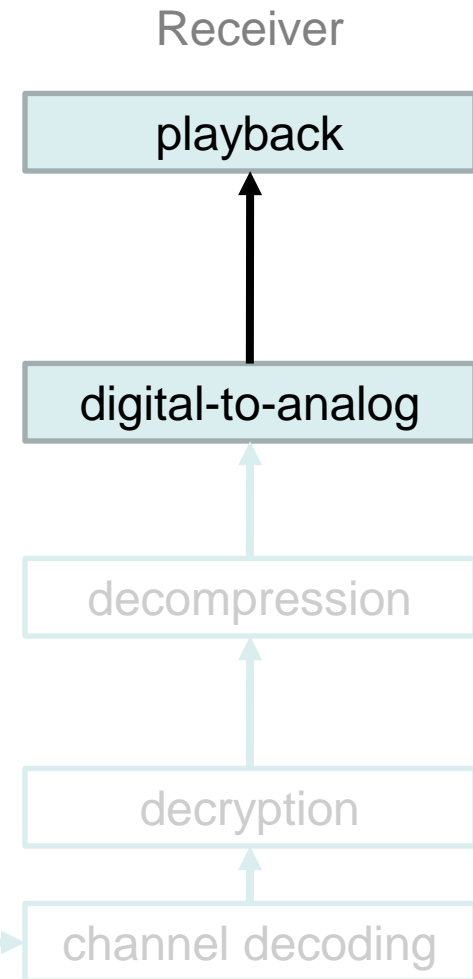 Receiver
playback
digital-to-analog
decompression
decryption
channel decoding